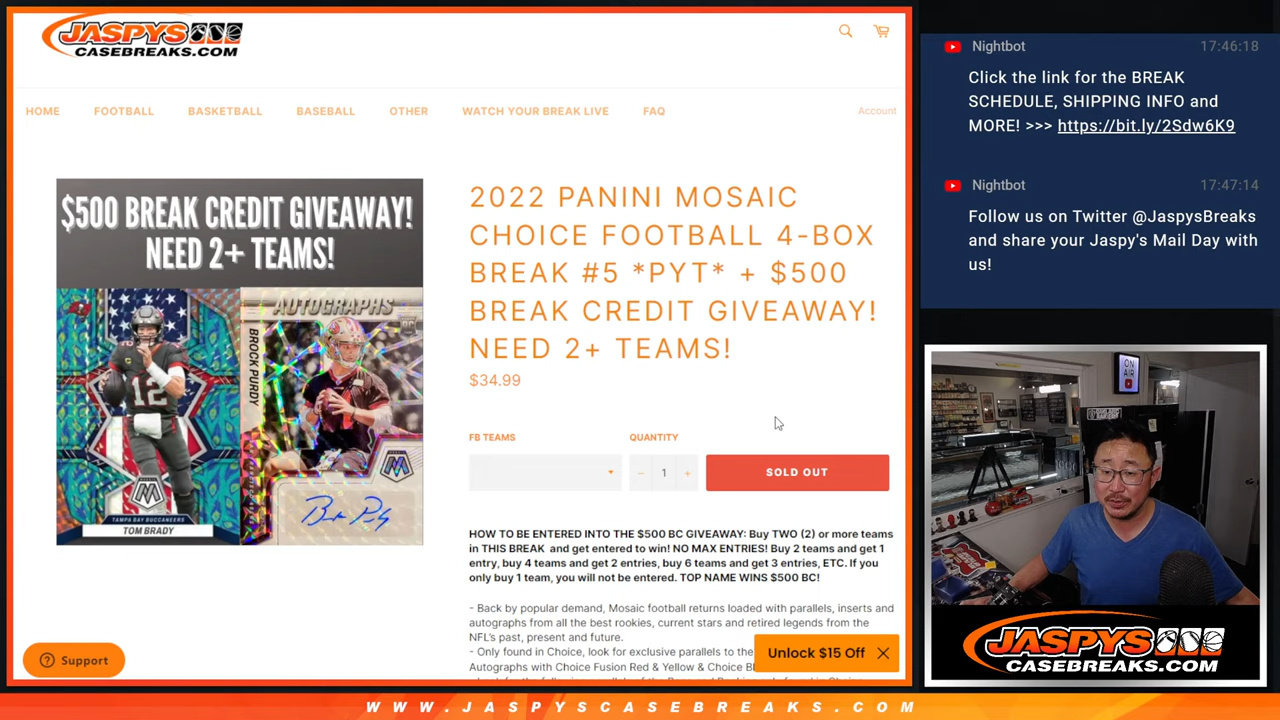 JASPYS
CASEBREAKS.COM
HOME FOOTBALL BASKETBALL BASEBALL OTHER WATCH YOUR BREAK LIVE FAQ Account
$500 BREAK CREDIT GIVEAWAY!
NEED 2+ TEAMS!
AUTOGRAPHS
BROCK PURDY
12
TAMPA BAY BUCCANEERS
TOM BRADY
2022 PANINI MOSAIC
CHOICE FOOTBALL 4-BOX
BREAK #5 *PYT* + $500
BREAK CREDIT GIVEAWAY!
NEED 2+ TEAMS!
$34.99
FB TEAMS QUANTITY
− 1 + SOLD OUT
HOW TO BE ENTERED INTO THE $500 BC GIVEAWAY: Buy TWO (2) or more teams
in THIS BREAK and get entered to win! NO MAX ENTRIES! Buy 2 teams and get 1
entry, buy 4 teams and get 2 entries, buy 6 teams and get 3 entries, ETC. If you
only buy 1 team, you will not be entered. TOP NAME WINS $500 BC!
- Back by popular demand, Mosaic football returns loaded with parallels, inserts and
autographs from all the best rookies, current stars and retired legends from the
NFL's past, present and future.
- Only found in Choice, look for exclusive parallels to the
Autographs with Choice Fusion Red & Yellow & Choice
Support
Unlock $15 Off
Nightbot 17:46:18
Click the link for the BREAK
SCHEDULE, SHIPPING INFO and
MORE! >>> https://bit.ly/2Sdw6K9
Nightbot 17:47:14
Follow us on Twitter @JaspysBreaks
and share your Jaspy's Mail Day with
us!
ON
AIR
JASPYS
CASEBREAKS.COM
WWW.JASPYSCASEBREAKS.COM